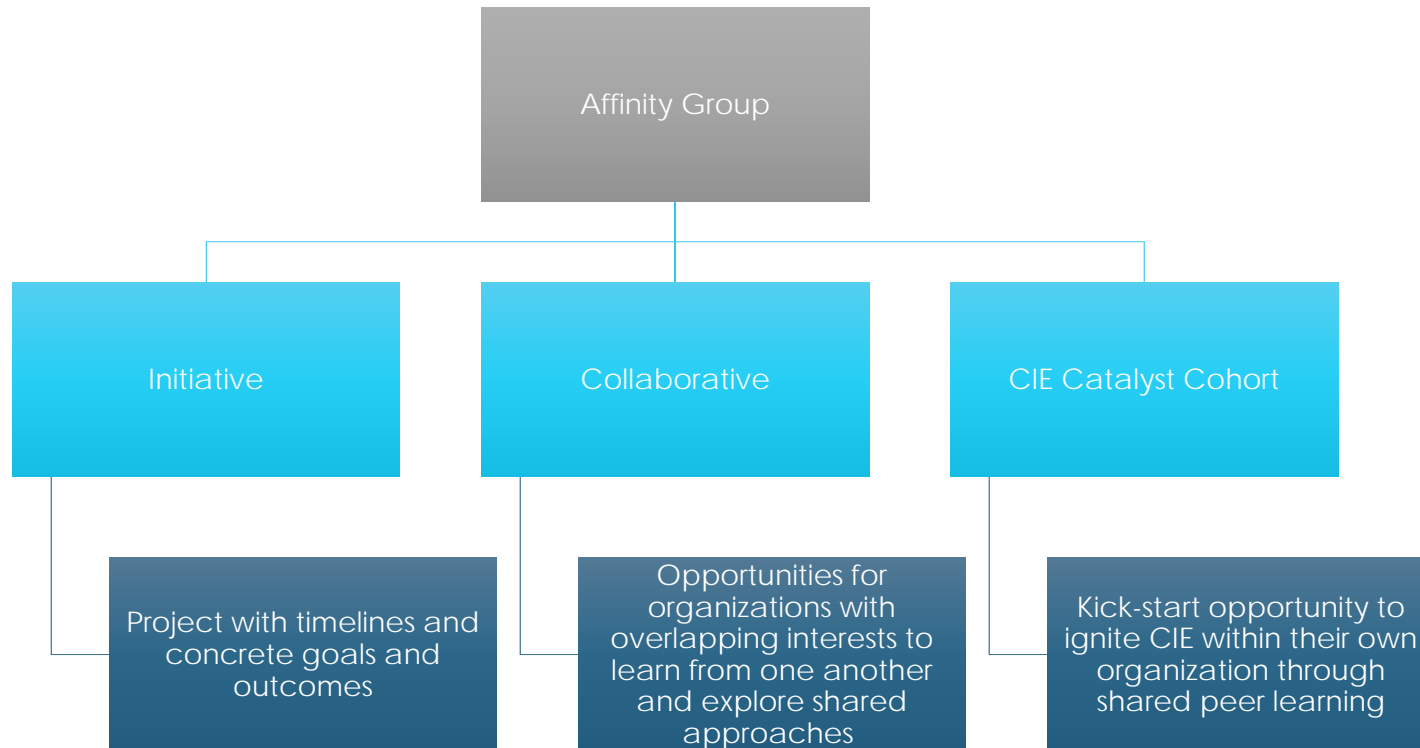 Affinity Group
Initiative
Collaborative
CIE Catalyst Cohort
Project with timelines and
concrete goals and
outcomes
Opportunities for
organizations with
overlapping interests to
learn from one another
and explore shared
approaches
Kick-start opportunity to
ignite CIE within their own
organization through
shared peer learning